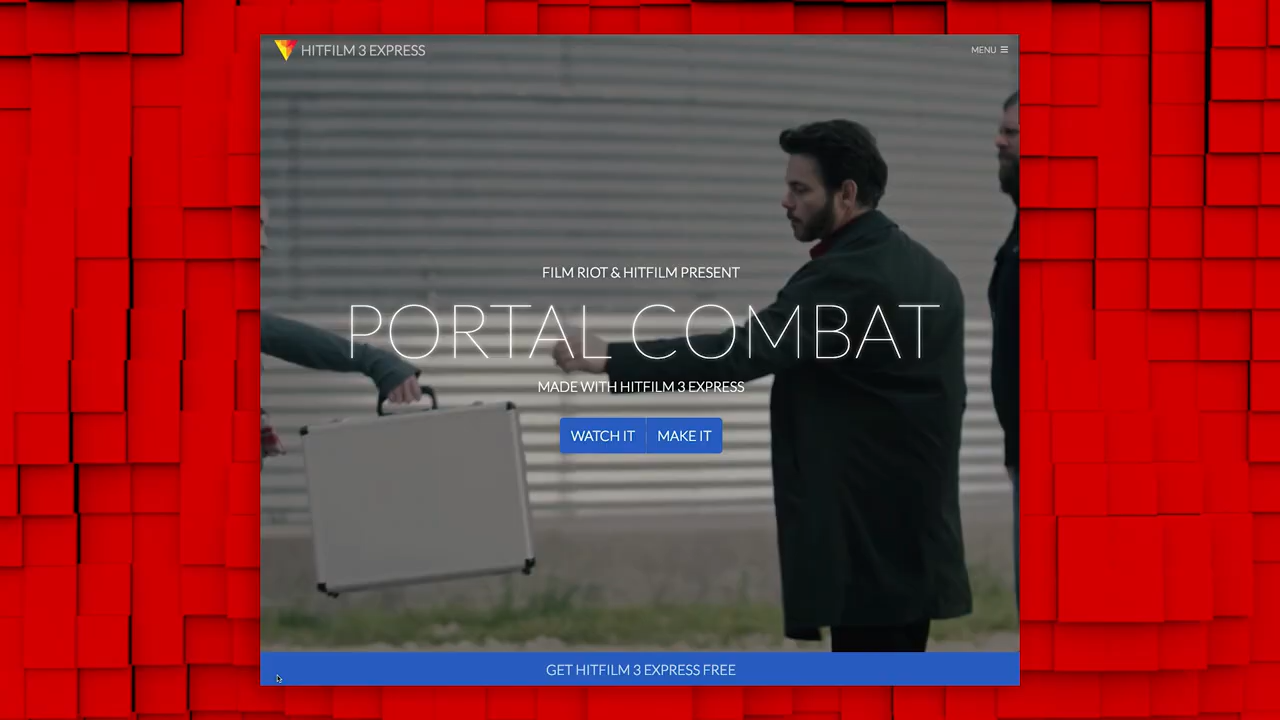 HITFILM 3 EXPRESS
MENU
FILM RIOT & HITFILM PRESENT
PORTAL COMBAT
MADE WITH HITFILM 3 EXPRESS
WATCH IT
MAKE IT
GET HITFILM 3 EXPRESS FREE